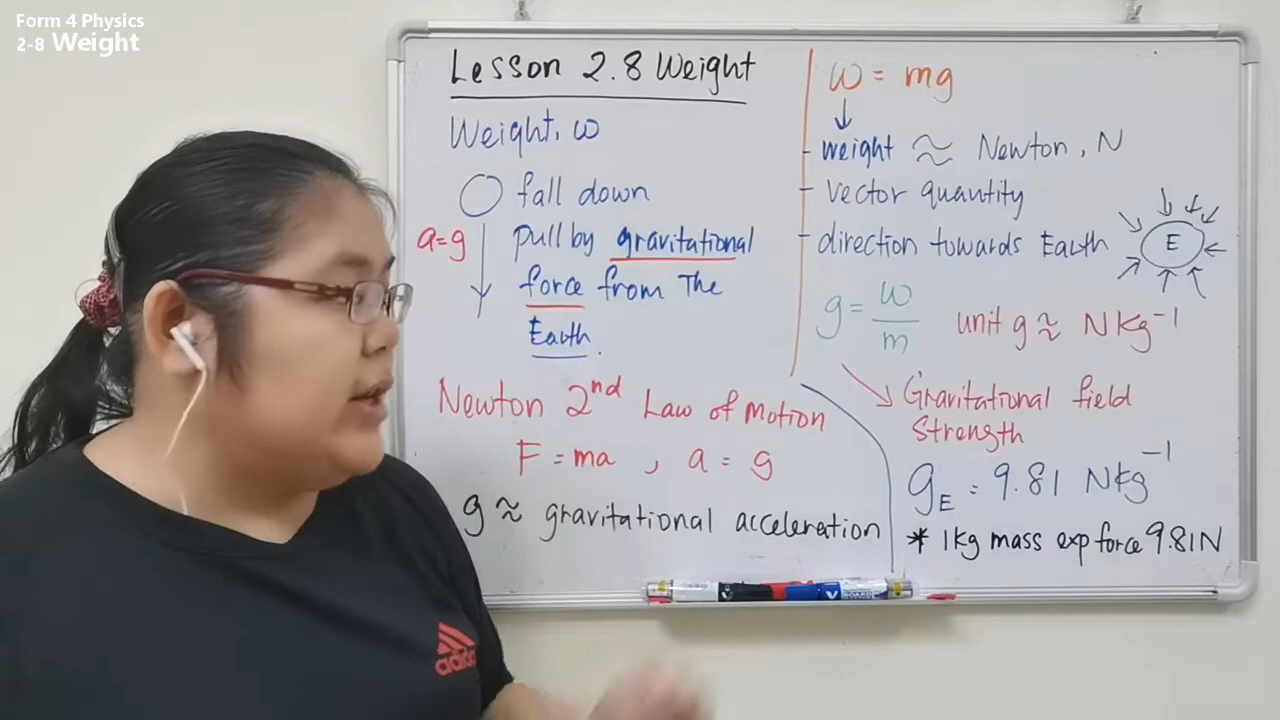 Form 4 Physics
2-8 Weight
Lesson 2.8 Weight
Weight, ω
fall down
a=g
pull by gravitational
force from The
Earth.
Newton 2nd Law of Motion
F = ma , a = g
g ≈ gravitational acceleration
ω = mg
↓
- weight ≈ Newton, N
- vector quantity
- direction towards Earth
E
g = ω/m
unit g ≈ N kg⁻¹
Gravitational field
Strength
gE = 9.81 Nkg⁻¹
* 1kg mass exp force 9.81N
V BOARD
adidas